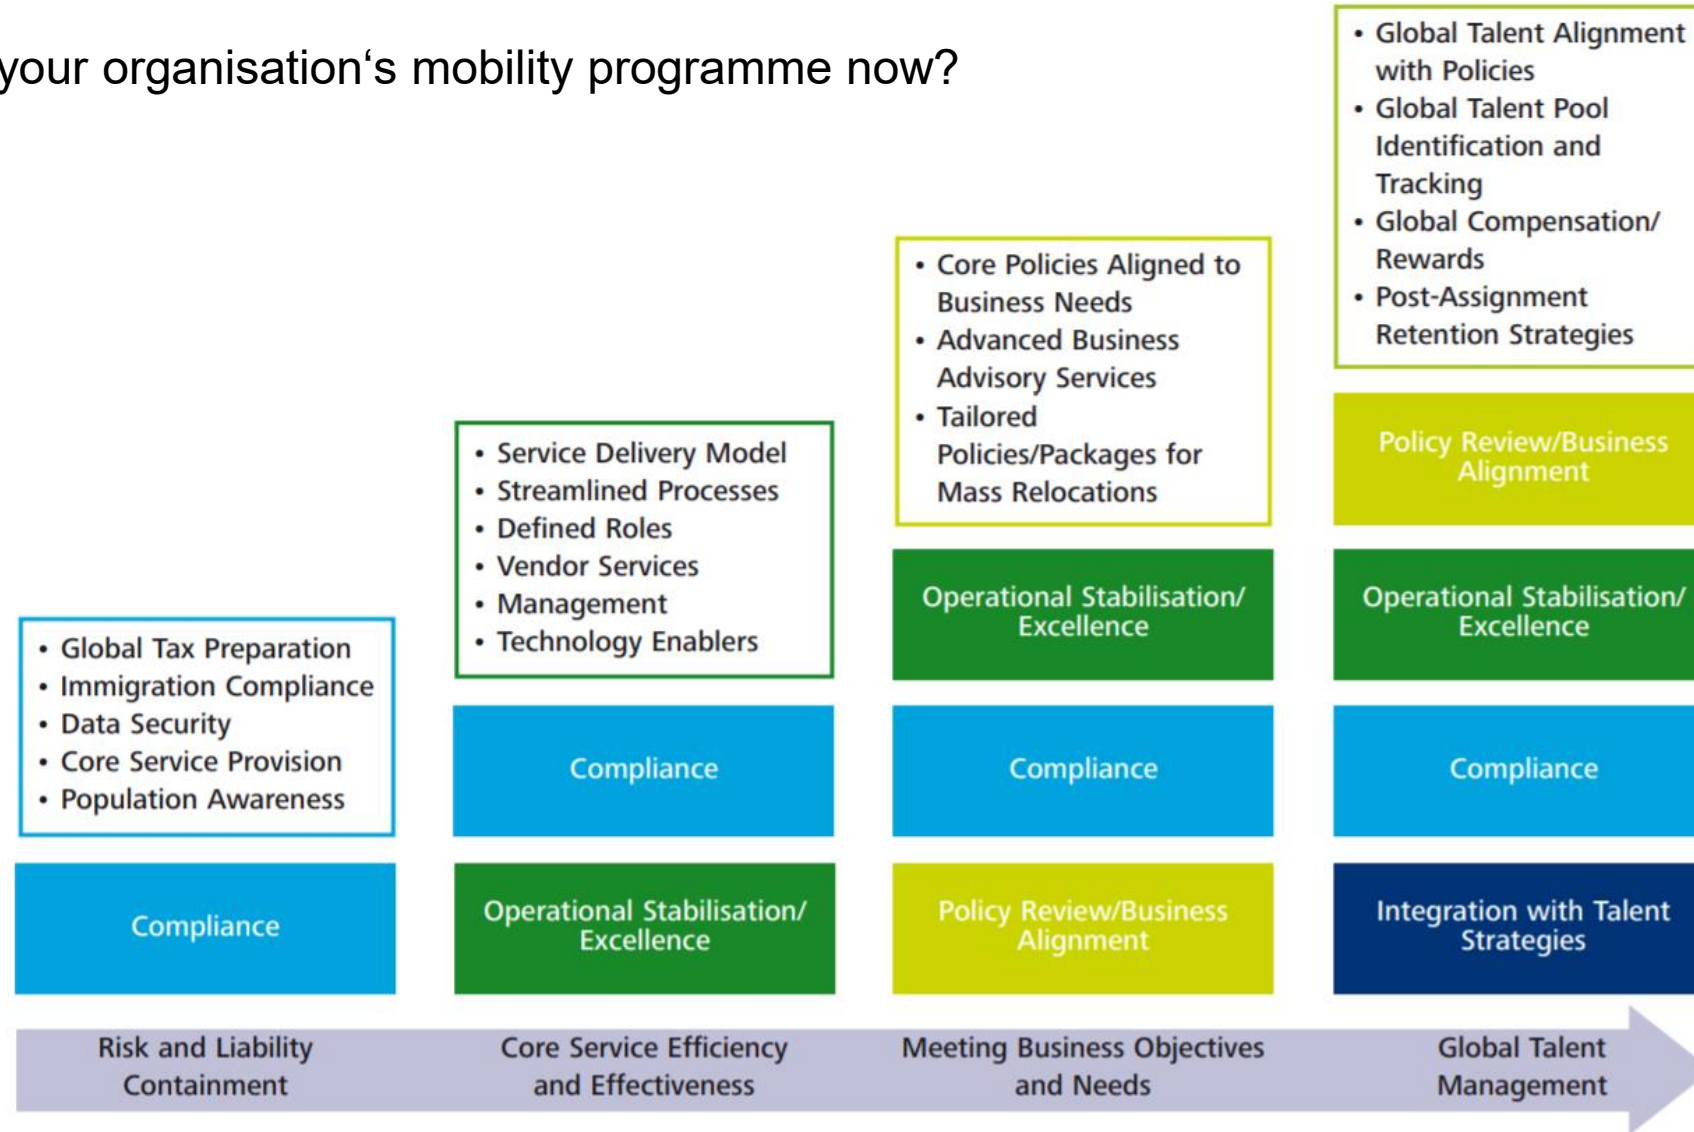 your organisation‘s mobility programme now?
• Global Talent Alignment
with Policies
• Global Talent Pool
Identification and
Tracking
• Global Compensation/
Rewards
• Post-Assignment
Retention Strategies
• Core Policies Aligned to
Business Needs
• Advanced Business
Advisory Services
• Tailored
Policies/Packages for
Mass Relocations
• Service Delivery Model
• Streamlined Processes
• Defined Roles
• Vendor Services
• Management
• Technology Enablers
• Global Tax Preparation
• Immigration Compliance
• Data Security
• Core Service Provision
• Population Awareness
Policy Review/Business
Alignment
Operational Stabilisation/
Excellence
Operational Stabilisation/
Excellence
Compliance
Compliance
Compliance
Compliance
Operational Stabilisation/
Excellence
Policy Review/Business
Alignment
Integration with Talent
Strategies
Risk and Liability
Containment
Core Service Efficiency
and Effectiveness
Meeting Business Objectives
and Needs
Global Talent
Management